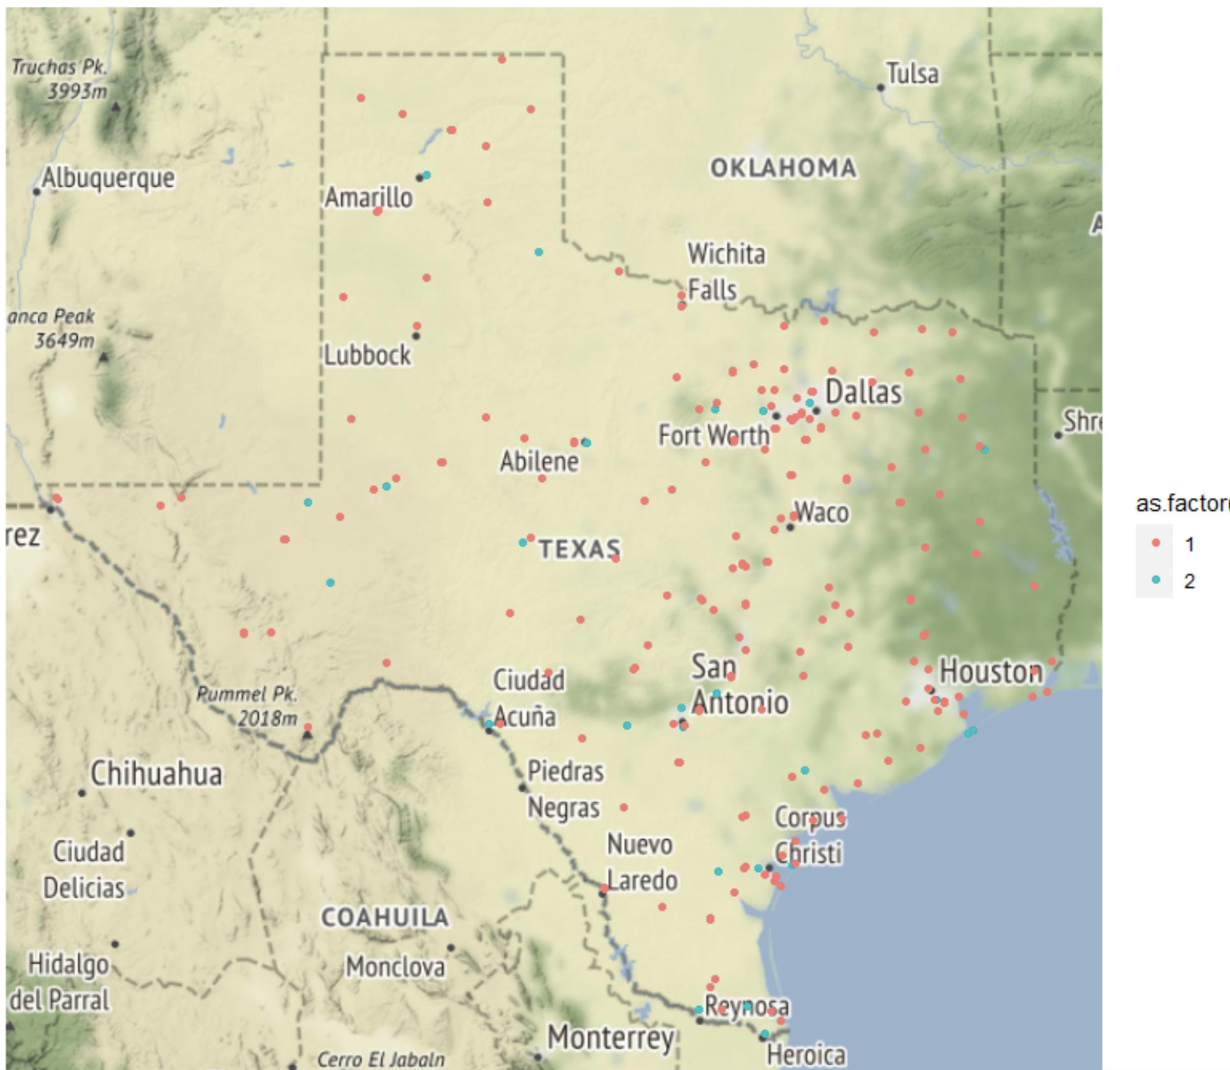 Truchas Pk.
3993m
Tulsa
Albuquerque
OKLAHOMA
Amarillo
A
Wichita
Falls
anca Peak
3649m
Lubbock
Dallas
Shre
Fort Worth
Abilene
as.factor(
Waco
rez
TEXAS
1
2
San
Antonio
Houston
Ciudad
Acuña
Pummel Pk.
2018m
Chihuahua
Piedras
Negras
Corpus
Christi
Ciudad
Delicias
Nuevo
Laredo
COAHUILA
Hidalgo
del Parral
Monclova
Reynosa
Monterrey
Heroica
Cerro El Jabaln